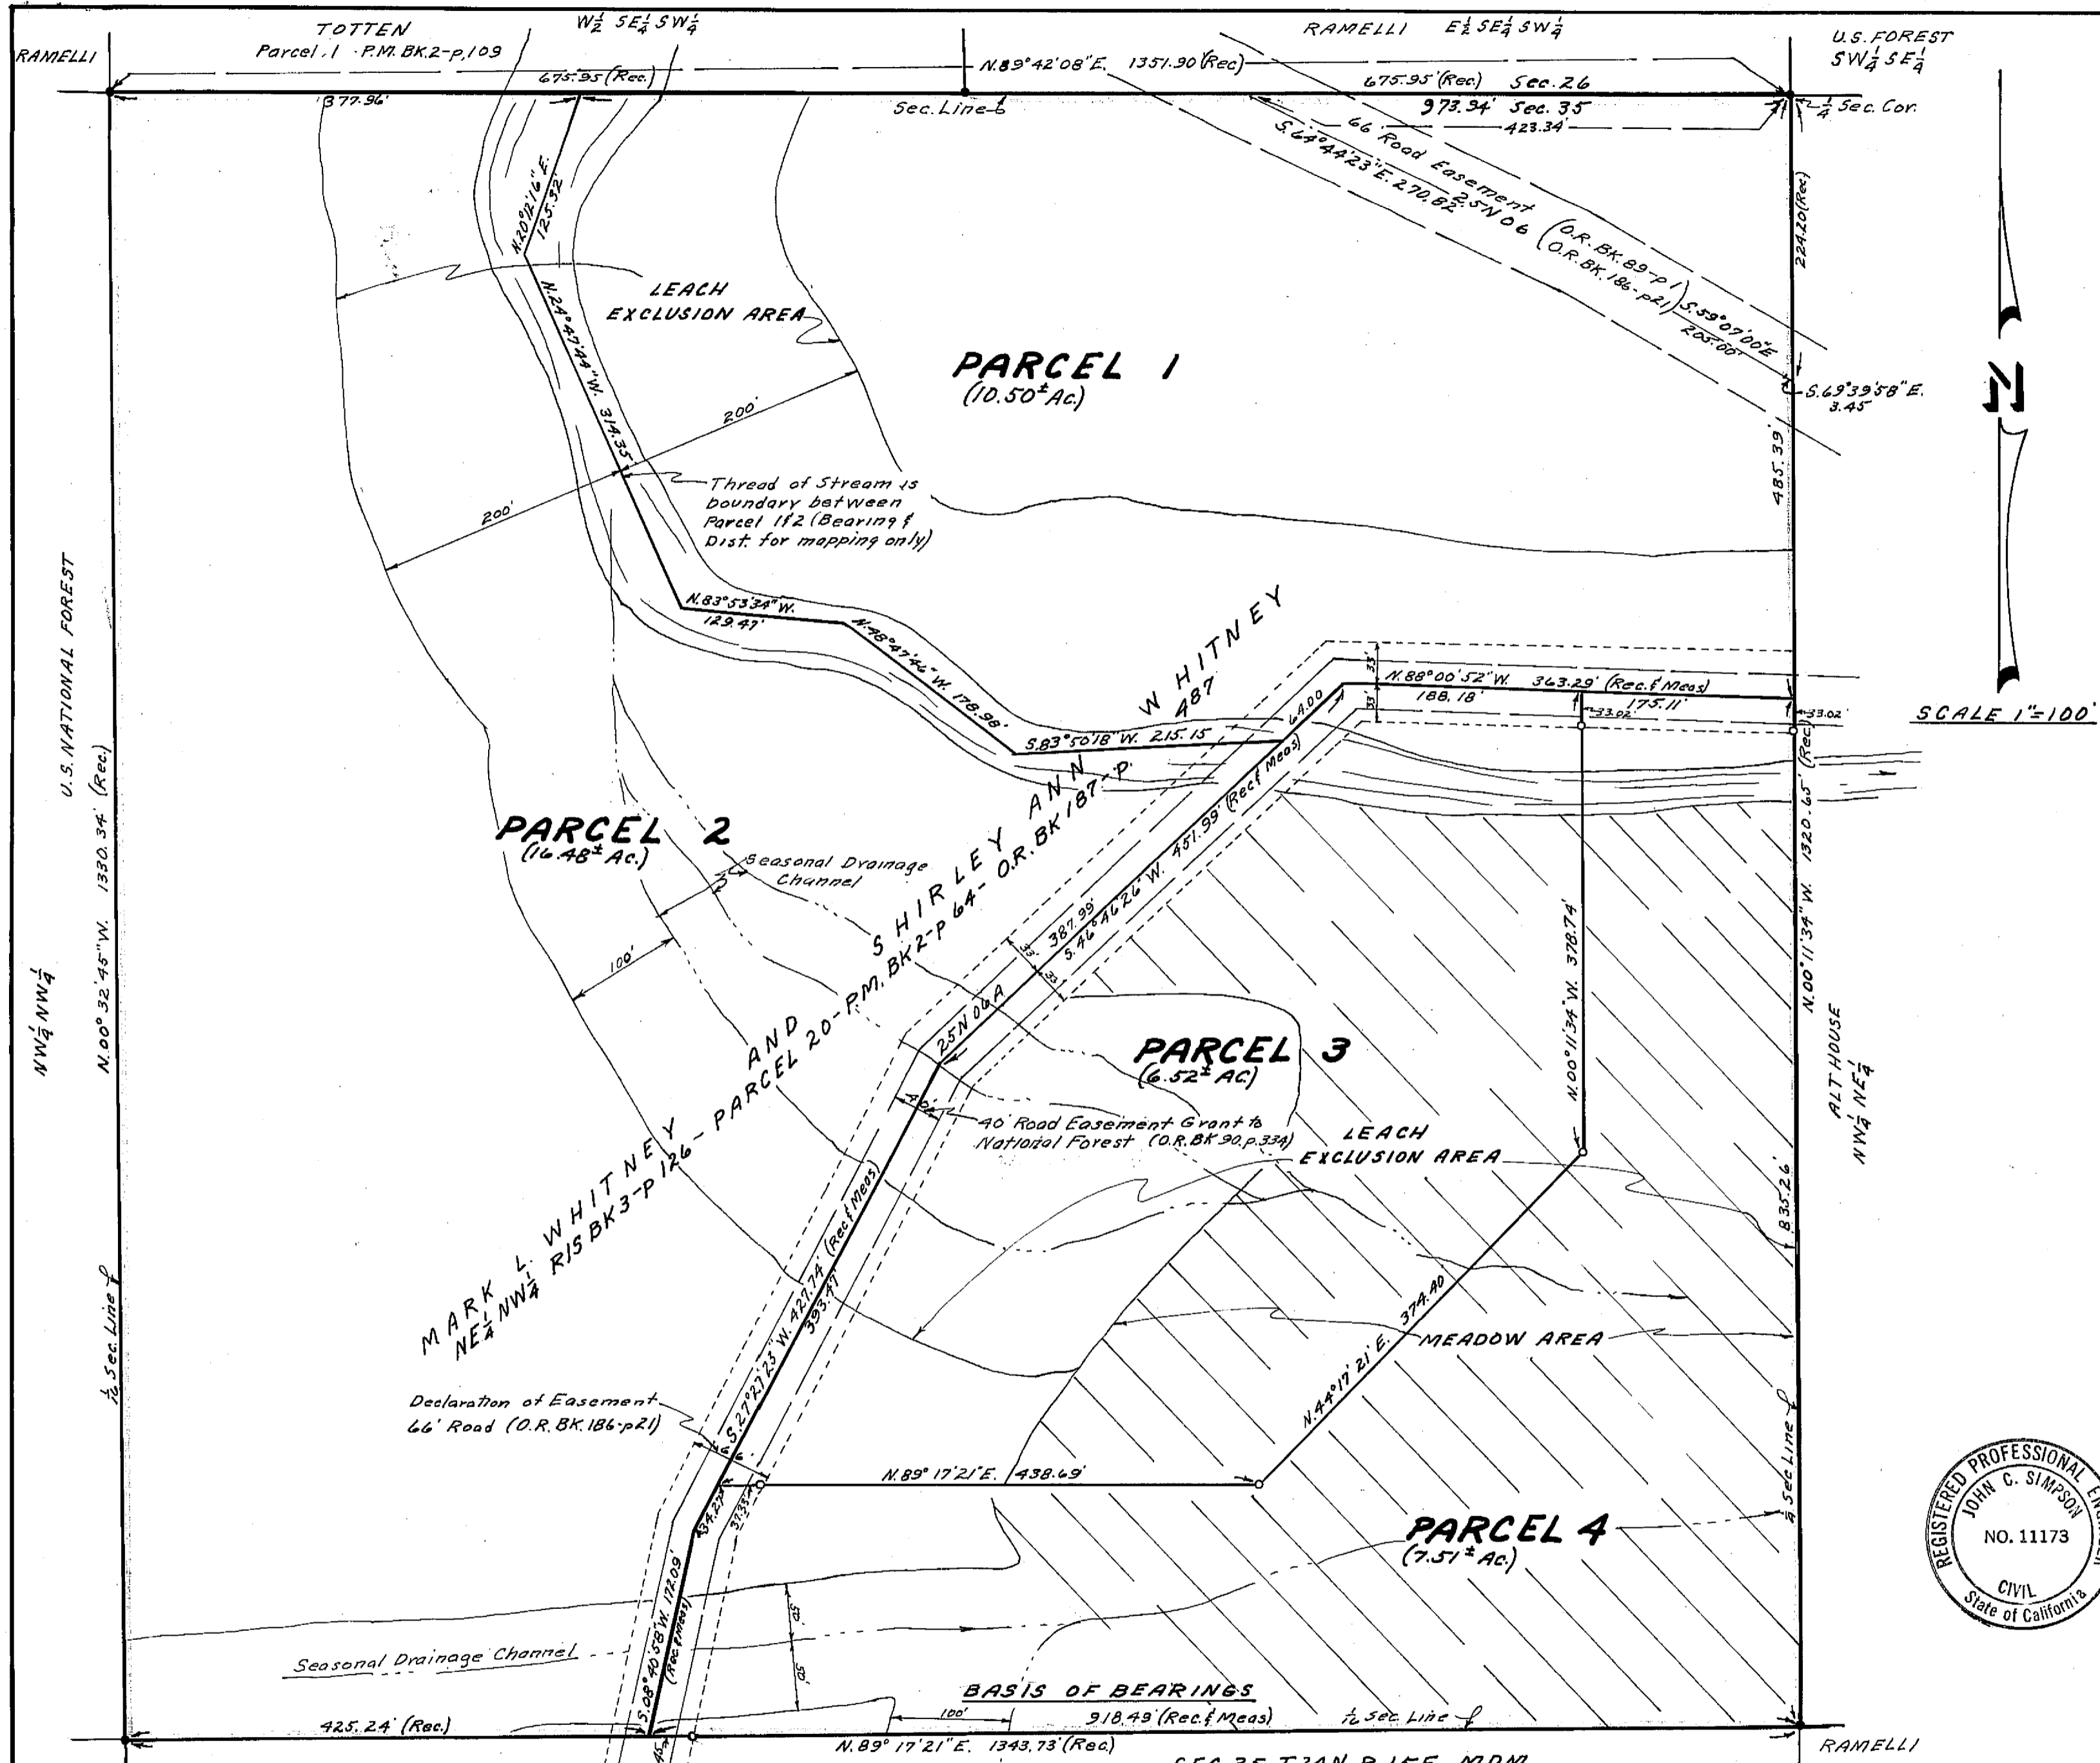 TOTTEN
Parcel 1 P.M. BK.2-p.109
W½ SE¼ SW¼
RAMELLI E½ SE¼ SW¼
U.S. FOREST
SW¼ SE¼
RAMELLI
675.95 (Rec.)
N.89°42'08"E. 1351.90 (Rec)
675.95' (Rec) Sec. 26
377.96'
Sec. Line
973.94' Sec. 35
423.34'
¼ Sec. Cor.
66' Road Easement
S.64°44'23"E. 270.82'
25N06
(O.R. BK. 89-p1)
(O.R. BK. 186-p21)
S.59°07'00"E
205.00'
224.20 (Rec)
S.69°39'58"E.
3.45
485.39'
N
SCALE 1"=100'
N.20°12'16"E.
125.32'
N.24°47'44"W. 314.35'
LEACH
EXCLUSION AREA
PARCEL 1
(10.50± Ac.)
200'
200'
Thread of Stream is
boundary between
Parcel 1&2 (Bearing &
Dist. for mapping only)
N.83°53'34"W.
129.47'
N.48°47'46"W. 178.98'
S.83°50'18"W. 215.15
64.00
33'
33'
N.88°00'52"W. 363.29' (Rec.& Meas)
188.18'
175.11'
33.02'
33.02'
U.S. NATIONAL FOREST
NW¼ NW¼
N.00°32'45"W. 1330.34' (Rec.)
1/16 Sec. Line
PARCEL 2
(16.48± Ac.)
Seasonal Drainage
Channel
100'
MARK L. WHITNEY AND SHIRLEY ANN WHITNEY
NE¼ NW¼ R/S BK3-P126 - PARCEL 20-P.M. BK2-P64- O.R. BK187-P. 487
387.99'
S.46°46'26"W. 451.99' (Rec & Meas)
33'
33'
25N06A
PARCEL 3
(6.52± AC.)
N.00°11'34"W. 378.74'
N.00°11'34"W. 1320.65' (Rec)
ALTHOUSE
NW¼ NE¼
835.26'
40'
40' Road Easement Grant to
National Forest (O.R. BK 90, p.334)
LEACH
EXCLUSION AREA
S.27°27'23"W. 427.74' (Rec & Meas)
393.47'
MEADOW AREA
N.44°17'21"E. 374.40
Declaration of Easement
66' Road (O.R. BK. 186-p21)
N.89°17'21"E. 438.69'
34.27'
37.33'
¼ Sec Line
PARCEL 4
(7.51± Ac.)
S.08°40'58"W. 172.09'
(Rec & Meas)
50'
50'
Seasonal Drainage Channel
BASIS OF BEARINGS
425.24' (Rec.)
100'
918.49' (Rec.& Meas)
1/16 Sec. Line
N.89°17'21"E. 1343.73' (Rec)
RAMELLI
REGISTERED PROFESSIONAL
JOHN C. SIMPSON
NO. 11173
CIVIL
State of California